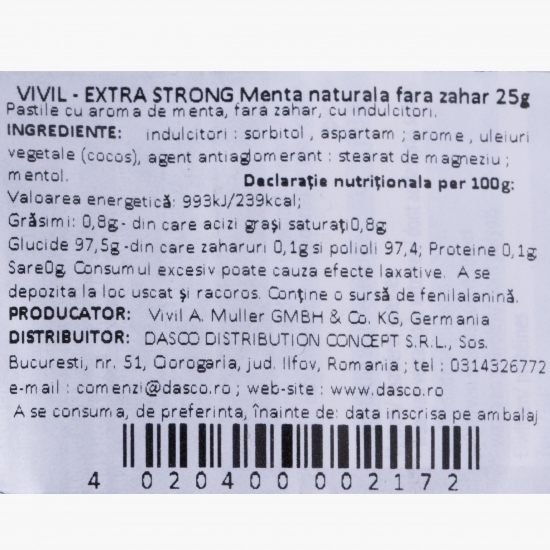 VIVIL - EXTRA STRONG Menta naturala fara zahar 25g
Pastile cu aroma de menta, fara zahar, cu indulcitori.
INGREDIENTE: indulcitori : sorbitol , aspartam ; arome , uleiuri
vegetale (cocos), agent antiaglomerant : stearat de magneziu ;
mentol. Declarație nutriționala per 100g:
Valoarea energetică: 993kJ/239kcal;
Grăsimi: 0,8g- din care acizi grași saturați0,8g
Glucide 97,5g -din care zaharuri 0,1g si polioli 97,4; Proteine 0,1g
Sare0g. Consumul excesiv poate cauza efecte laxative. A se
depozita la loc uscat și racoros. Conține o sursă de fenilalanină.
PRODUCATOR: Vivil A. Muller GMBH & Co. KG, Germania
DISTRIBUITOR: DASCO DISTRIBUTION CONCEPT S.R.L., Sos.
Bucuresti, nr. 51, Ciorogarla, jud. Ilfov, Romania ; tel : 0314326772
e-mail : comenzi@dasco.ro ; web-site : www.dasco.ro
A se consuma, de preferinta, înainte de: data inscrisa pe ambalaj
4 020400 002172